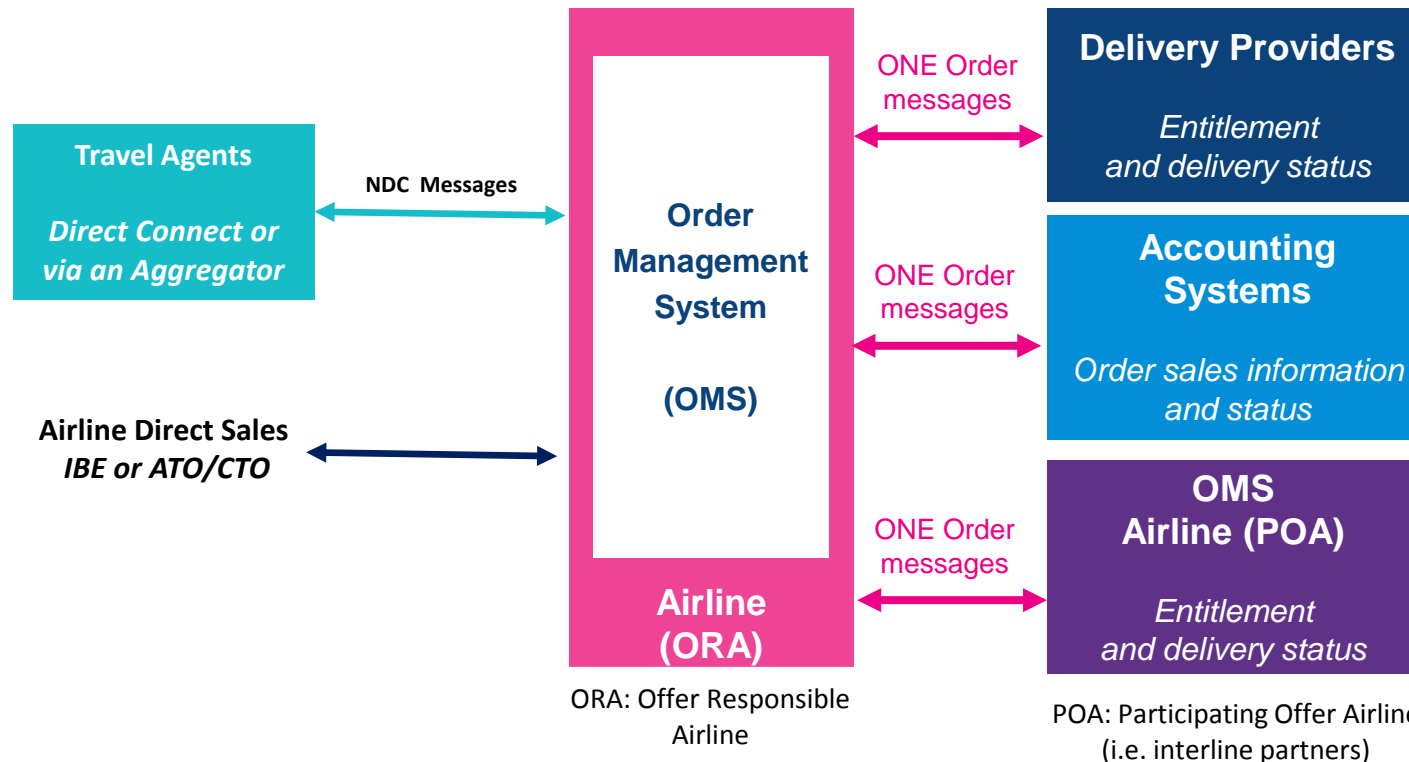 Travel Agents
Direct Connect or
via an Aggregator
NDC Messages
Airline Direct Sales
IBE or ATO/CTO
Order
Management
System
(OMS)
Airline
(ORA)
ORA: Offer Responsible
Airline
ONE Order
messages
Delivery Providers
Entitlement
and delivery status
ONE Order
messages
Accounting
Systems
Order sales information
and status
ONE Order
messages
OMS
Airline (POA)
Entitlement
and delivery status
POA: Participating Offer Airline
(i.e. interline partners)